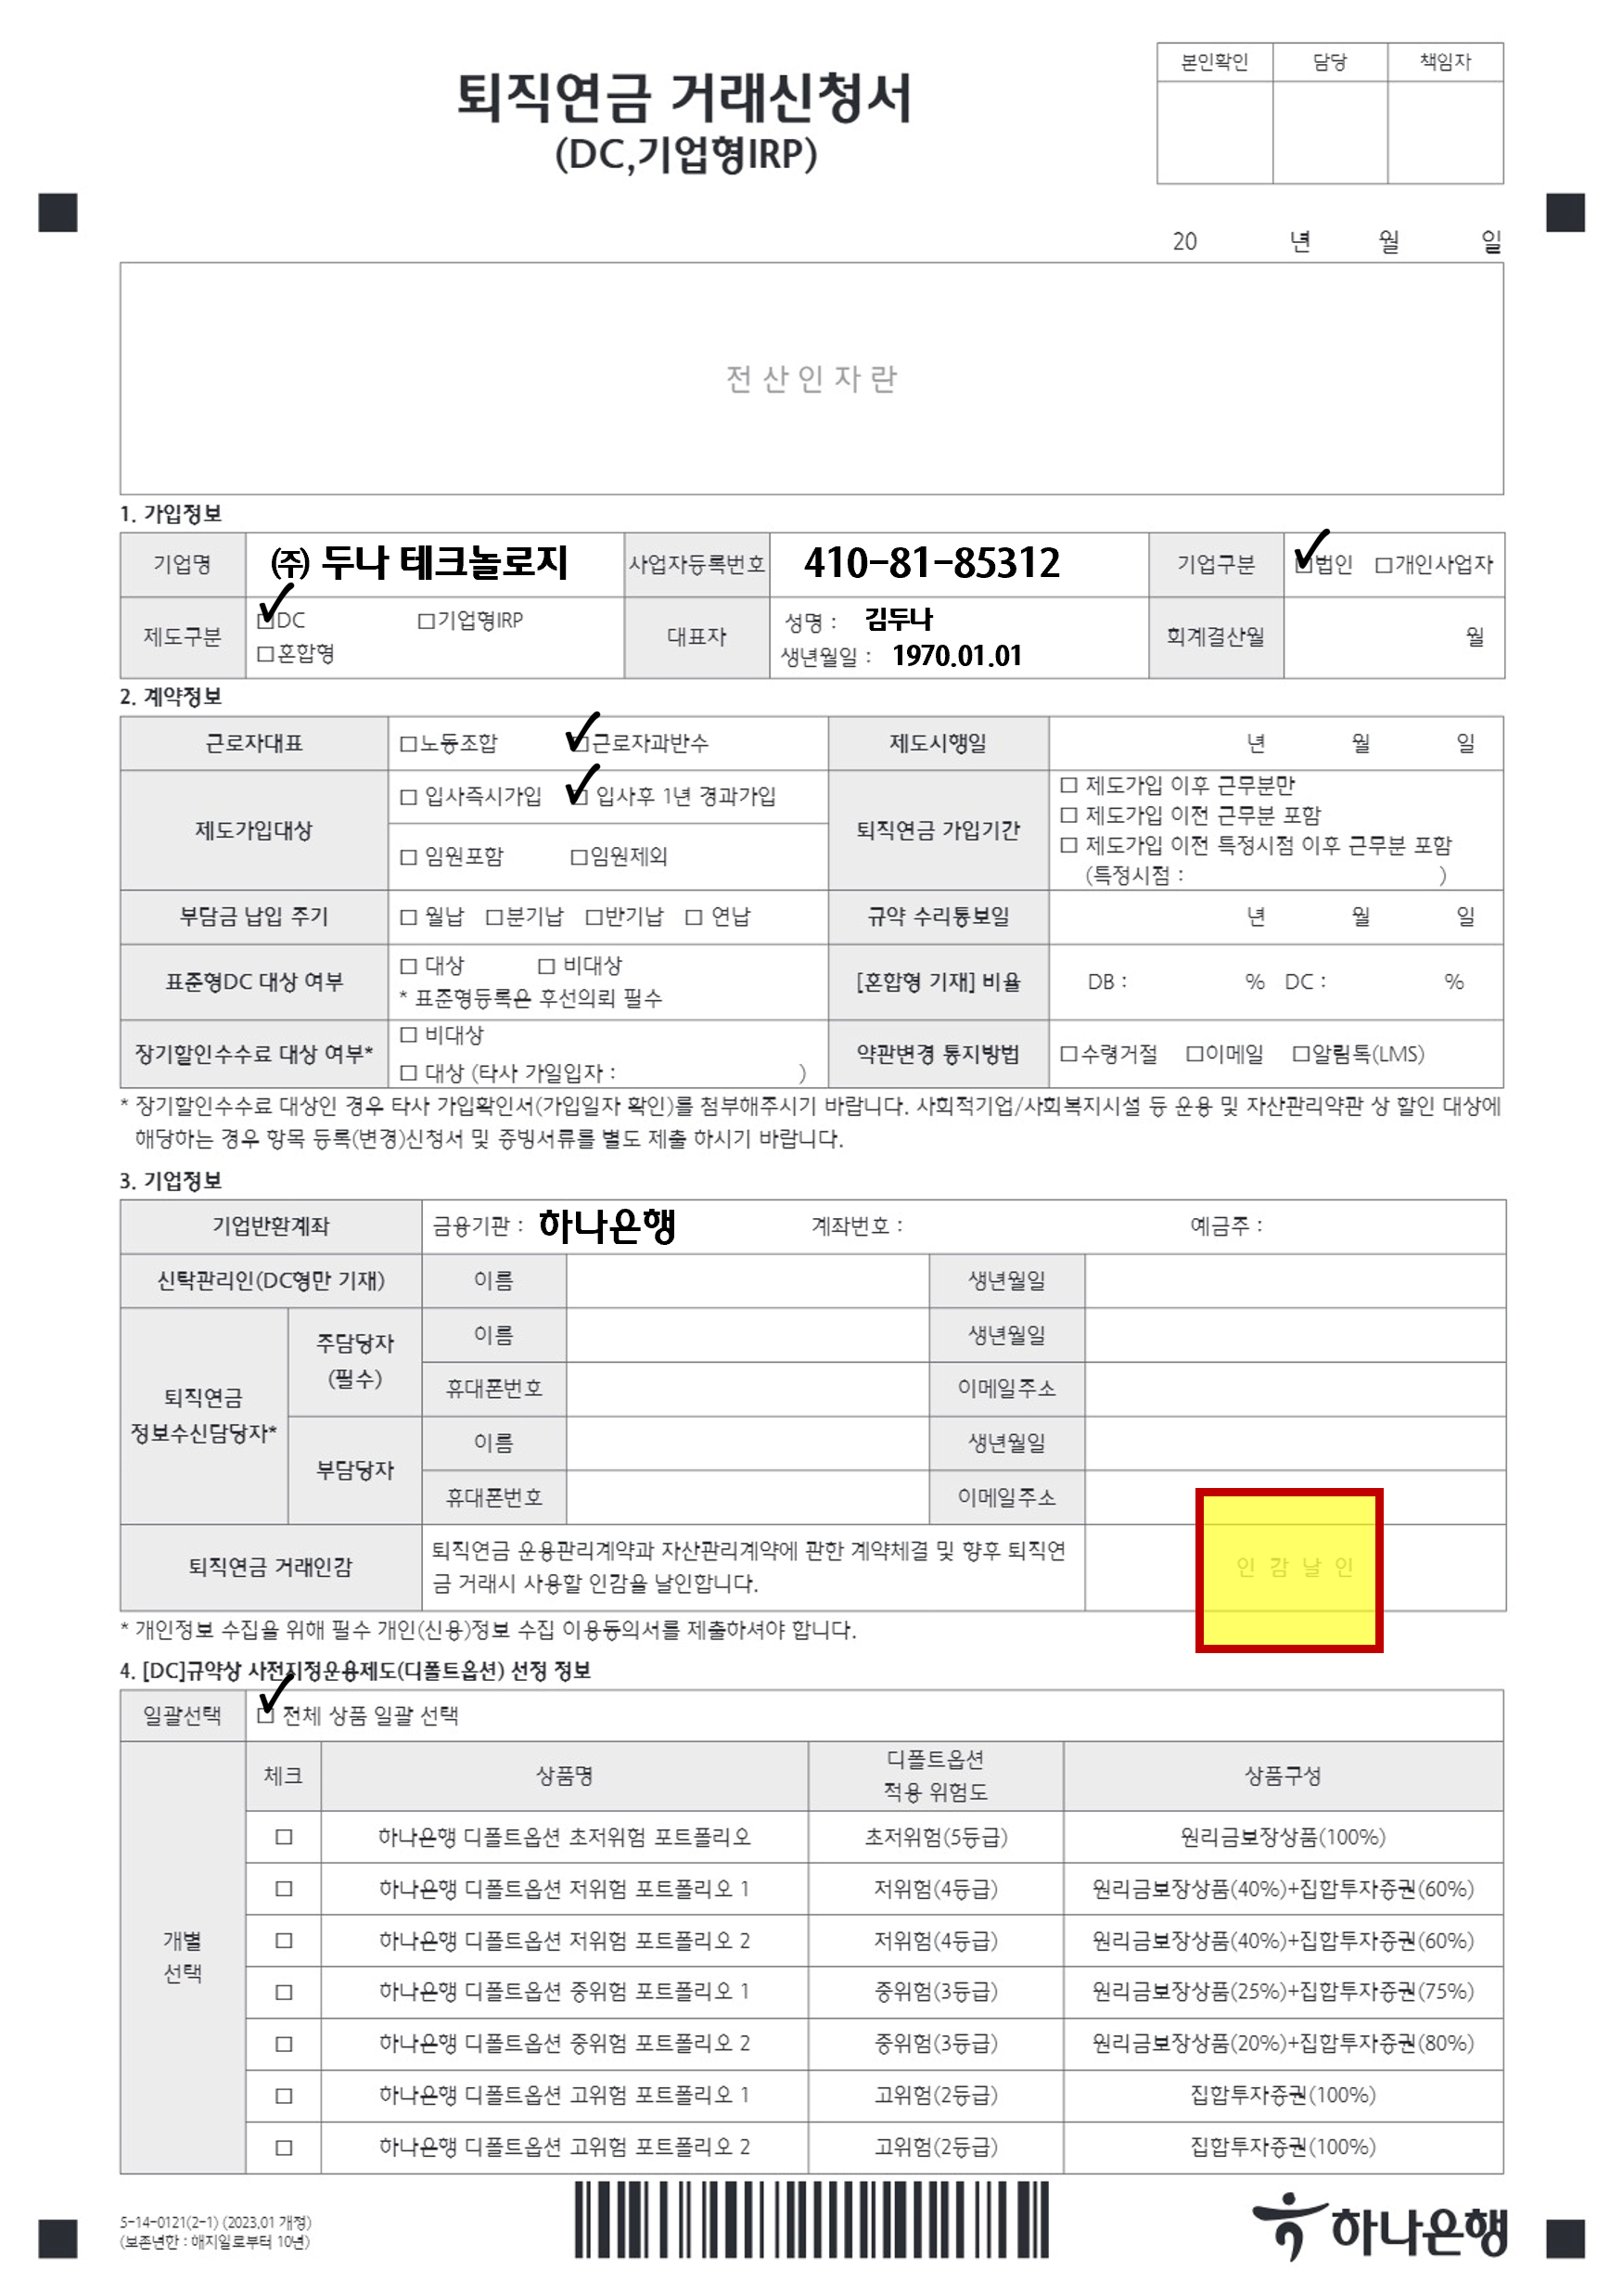 퇴직연금 거래신청서
(DC,기업형IRP)
본인확인 담당 책임자
20 년 월 일
전산인자란
1. 가입정보
기업명 ㈜ 두나 테크놀로지 사업자등록번호 410-81-85312 기업구분 ☑법인 □개인사업자
제도구분 ☑DC □기업형IRP 대표자 성명 : 김두나 회계결산월 월
□혼합형 생년월일 : 1970.01.01
2. 계약정보
근로자대표 □노동조합 ☑근로자과반수 제도시행일 년 월 일
제도가입대상 □ 입사즉시가입 ☑ 입사후 1년 경과가입 퇴직연금 가입기간 □ 제도가입 이후 근무분만
□ 제도가입 이전 근무분 포함
□ 임원포함 □임원제외 □ 제도가입 이전 특정시점 이후 근무분 포함
(특정시점 : )
부담금 납입 주기 □ 월납 □분기납 □반기납 □ 연납 규약 수리통보일 년 월 일
표준형DC 대상 여부 □ 대상 □ 비대상 [혼합형 기재] 비율 DB : % DC : %
* 표준형등록은 후선의뢰 필수
장기할인수수료 대상 여부* □ 비대상 약관변경 통지방법 □수령거절 □이메일 □알림톡(LMS)
□ 대상 (타사 가일입자 : )
* 장기할인수수료 대상인 경우 타사 가입확인서(가입일자 확인)를 첨부해주시기 바랍니다. 사회적기업/사회복지시설 등 운용 및 자산관리약관 상 할인 대상에
해당하는 경우 항목 등록(변경)신청서 및 증빙서류를 별도 제출 하시기 바랍니다.
3. 기업정보
기업반환계좌 금융기관 : 하나은행 계좌번호 : 예금주 :
신탁관리인(DC형만 기재) 이름 생년월일
퇴직연금 정보수신담당자* 주담당자 (필수) 이름 생년월일
휴대폰번호 이메일주소
부담당자 이름 생년월일
휴대폰번호 이메일주소
퇴직연금 거래인감 퇴직연금 운용관리계약과 자산관리계약에 관한 계약체결 및 향후 퇴직연
금 거래시 사용할 인감을 날인합니다. 인 감 날 인
* 개인정보 수집을 위해 필수 개인(신용)정보 수집 이용동의서를 제출하셔야 합니다.
4. [DC]규약상 사전지정운용제도(디폴트옵션) 선정 정보
일괄선택 ☑ 전체 상품 일괄 선택
개별 선택 체크 상품명 디폴트옵션 적용 위험도 상품구성
□ 하나은행 디폴트옵션 초저위험 포트폴리오 초저위험(5등급) 원리금보장상품(100%)
□ 하나은행 디폴트옵션 저위험 포트폴리오 1 저위험(4등급) 원리금보장상품(40%)+집합투자증권(60%)
□ 하나은행 디폴트옵션 저위험 포트폴리오 2 저위험(4등급) 원리금보장상품(40%)+집합투자증권(60%)
□ 하나은행 디폴트옵션 중위험 포트폴리오 1 중위험(3등급) 원리금보장상품(25%)+집합투자증권(75%)
□ 하나은행 디폴트옵션 중위험 포트폴리오 2 중위험(3등급) 원리금보장상품(20%)+집합투자증권(80%)
□ 하나은행 디폴트옵션 고위험 포트폴리오 1 고위험(2등급) 집합투자증권(100%)
□ 하나은행 디폴트옵션 고위험 포트폴리오 2 고위험(2등급) 집합투자증권(100%)
5-14-0121(2-1) (2023.01 개정)
(보존년한 : 해지일로부터 10년)
하나은행